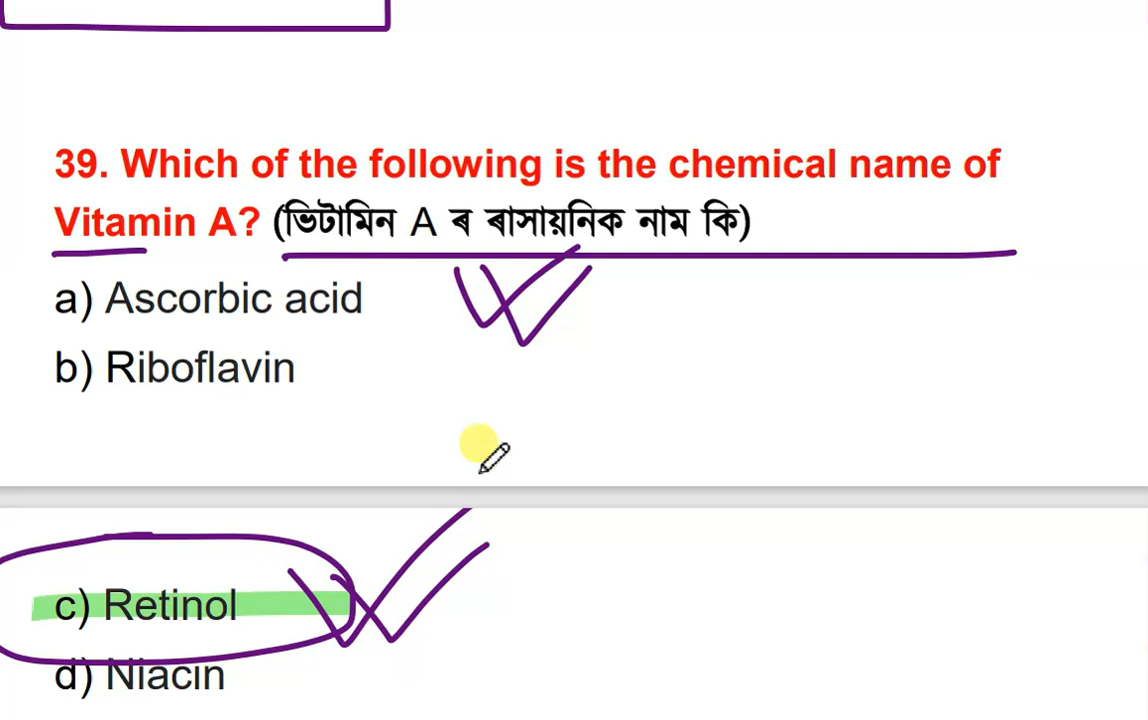 39. Which of the following is the chemical name of
Vitamin A? (ভিটামিন A ৰ ৰাসায়নিক নাম কি)
a) Ascorbic acid
b) Riboflavin
c) Retinol
d) Niacin